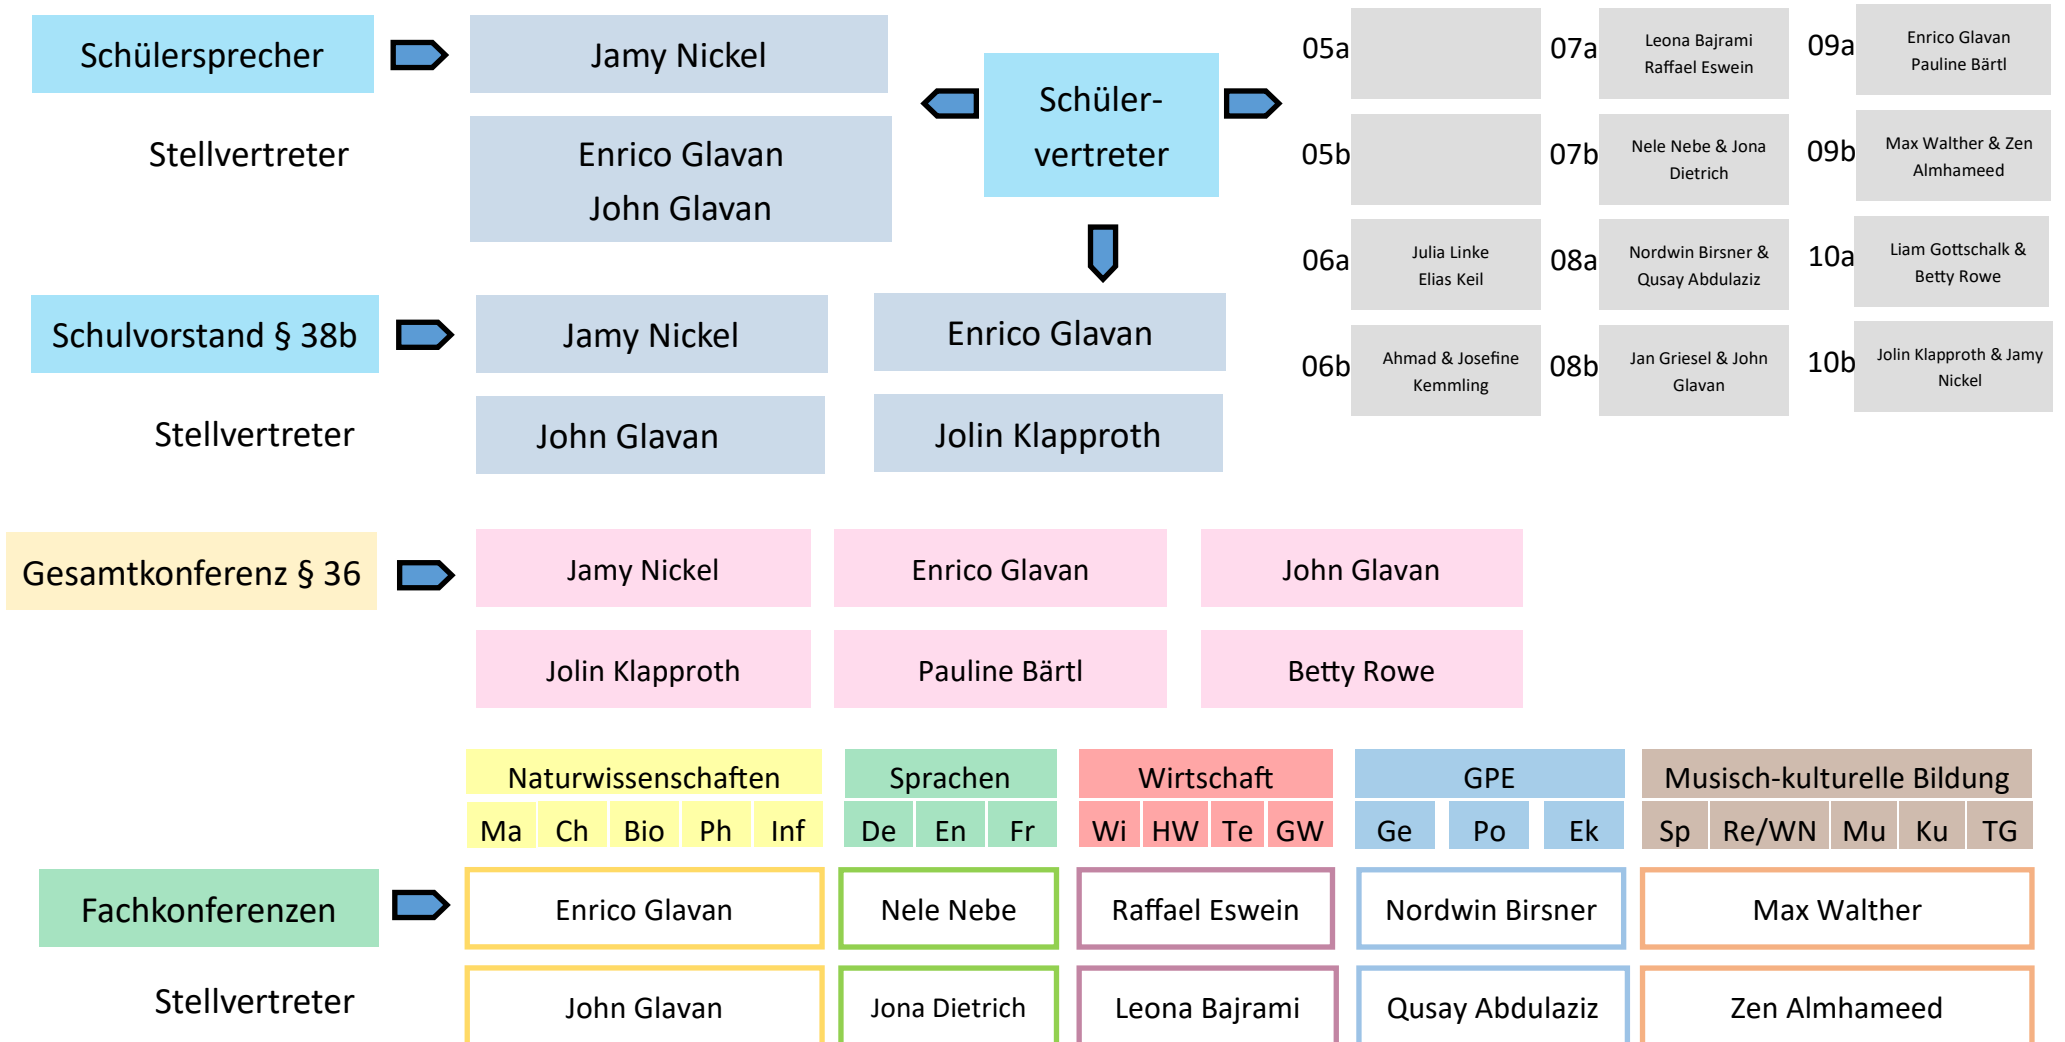 Schülersprecher
Jamy Nickel
Stellvertreter
Enrico Glavan
John Glavan
Schüler-
vertreter
05a
07a
Leona Bajrami
Raffael Eswein
09a
Enrico Glavan
Pauline Bärtl
05b
07b
Nele Nebe & Jona
Dietrich
09b
Max Walther & Zen
Almhameed
06a
Julia Linke
Elias Keil
08a
Nordwin Birsner &
Qusay Abdulaziz
10a
Liam Gottschalk &
Betty Rowe
06b
Ahmad & Josefine
Kemmling
08b
Jan Griesel & John
Glavan
10b
Jolin Klapproth & Jamy
Nickel
Schulvorstand § 38b
Jamy Nickel
Enrico Glavan
Stellvertreter
John Glavan
Jolin Klapproth
Gesamtkonferenz § 36
Jamy Nickel
Enrico Glavan
John Glavan
Jolin Klapproth
Pauline Bärtl
Betty Rowe
Naturwissenschaften
Sprachen
Wirtschaft
GPE
Musisch-kulturelle Bildung
Ma Ch Bio Ph Inf
De En Fr
Wi HW Te GW
Ge Po Ek
Sp Re/WN Mu Ku TG
Fachkonferenzen
Enrico Glavan
Nele Nebe
Raffael Eswein
Nordwin Birsner
Max Walther
Stellvertreter
John Glavan
Jona Dietrich
Leona Bajrami
Qusay Abdulaziz
Zen Almhameed